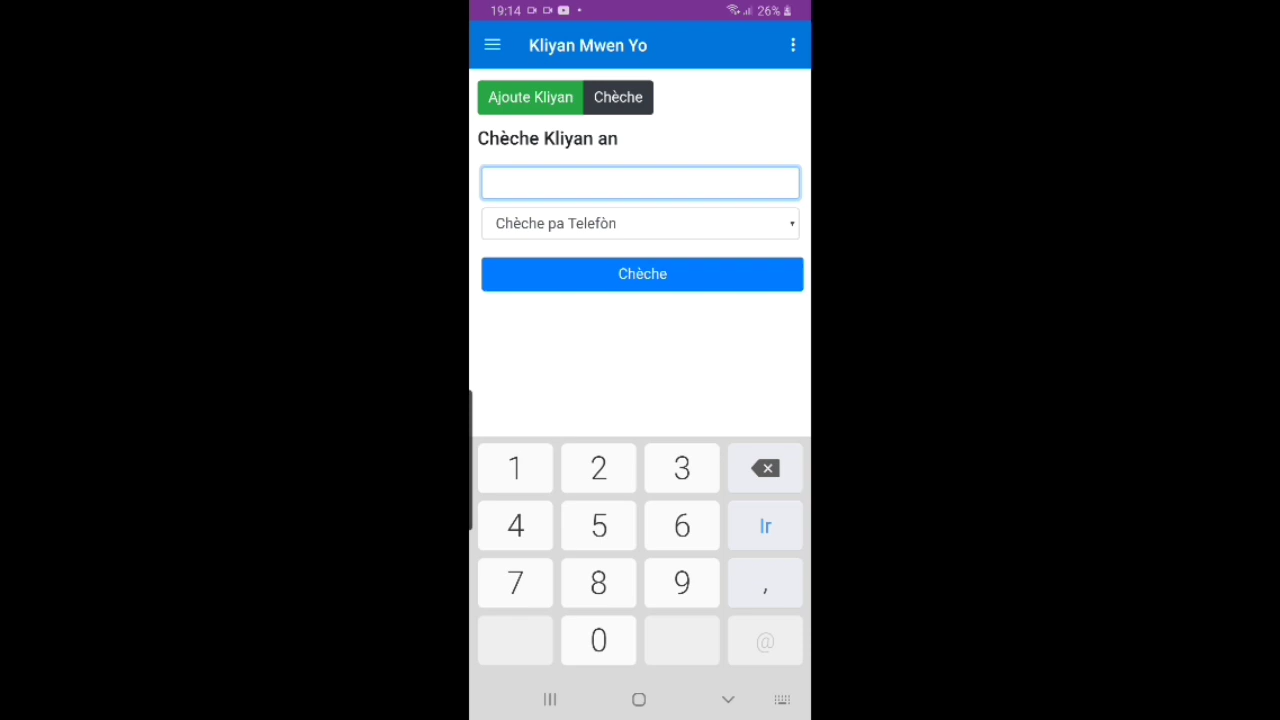 19:14 26%
Kliyan Mwen Yo
Ajoute Kliyan Chèche
Chèche Kliyan an
Chèche pa Telefòn
Chèche
1 2 3
4 5 6 Ir
7 8 9 ,
0 @